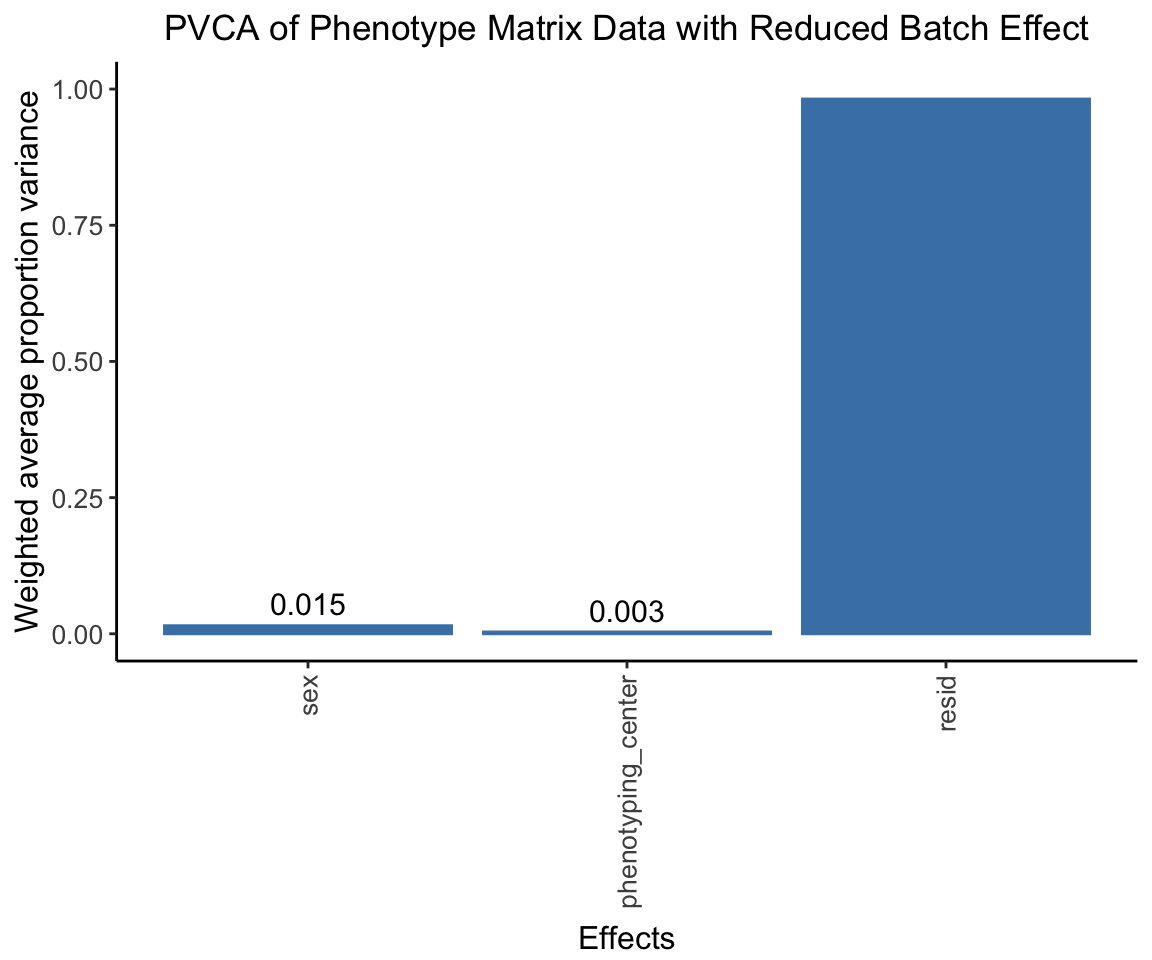 PVCA of Phenotype Matrix Data with Reduced Batch Effect
Weighted average proportion variance
1.00
0.75
0.50
0.25
0.00
0.015
0.003
sex
phenotyping_center
resid
Effects